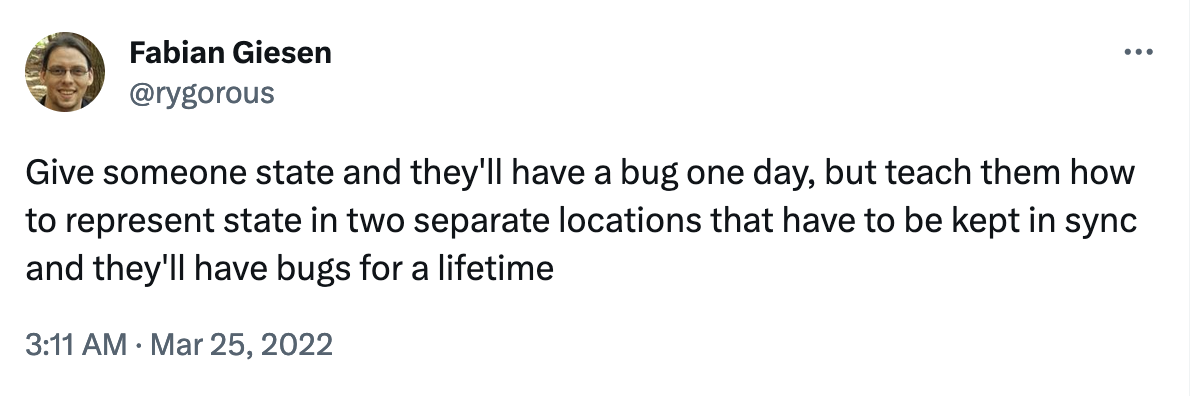 Fabian Giesen
@rygorous
Give someone state and they'll have a bug one day, but teach them how
to represent state in two separate locations that have to be kept in sync
and they'll have bugs for a lifetime
3:11 AM · Mar 25, 2022